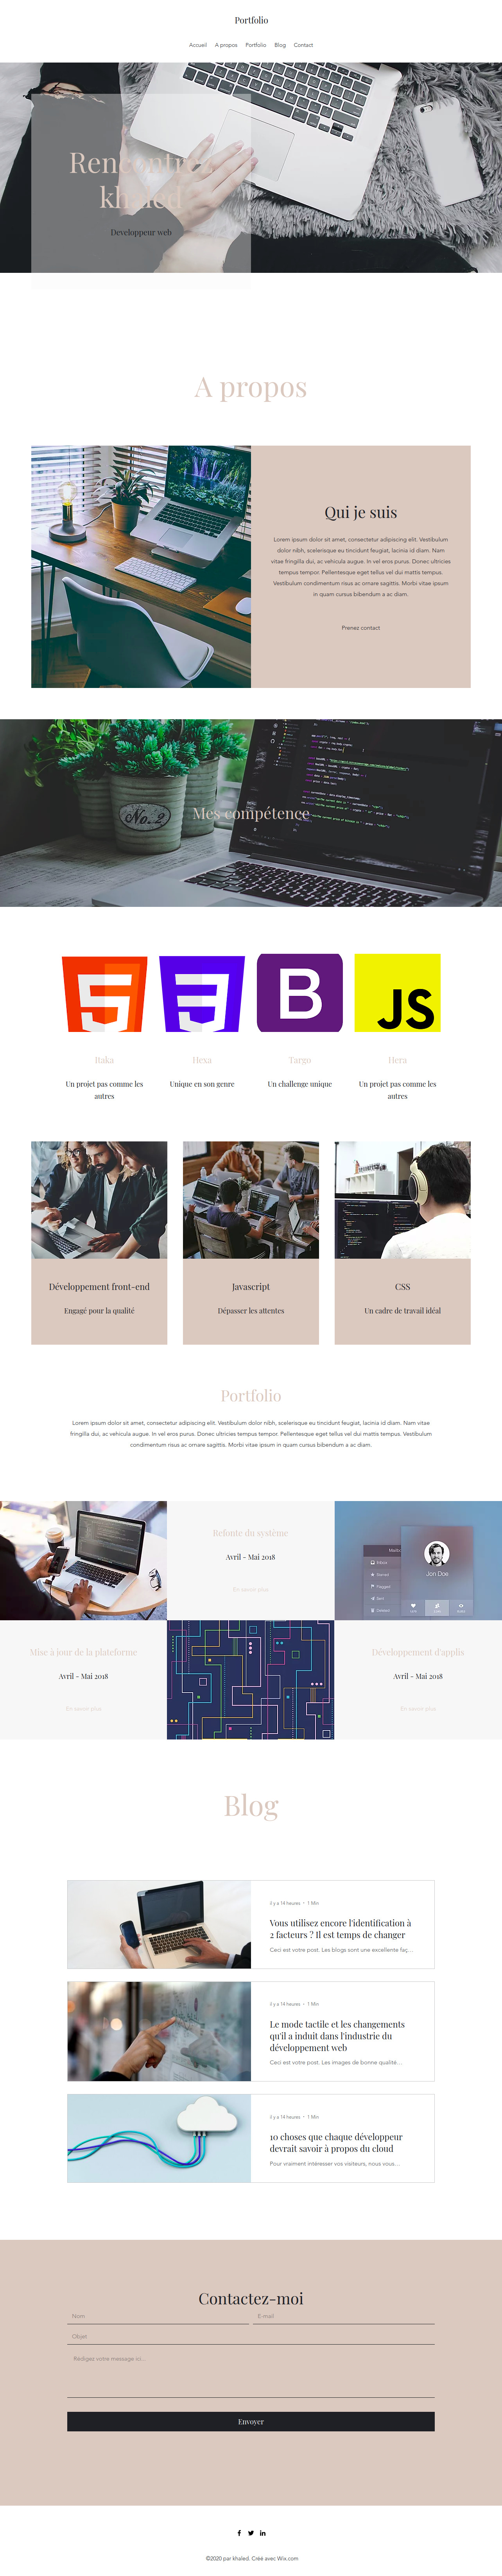 Portfolio
Accueil A propos Portfolio Blog Contact
Rencontrez
khaled
Developpeur web
A propos
Qui je suis
Lorem ipsum dolor sit amet, consectetur adipiscing elit. Vestibulum
dolor nibh, scelerisque eu tincidunt feugiat, lacinia id diam. Nam
vitae fringilla dui, ac vehicula augue. In vel eros purus. Donec ultricies
tempus tempor. Pellentesque eget tellus vel dui mattis tempus.
Vestibulum condimentum risus ac ornare sagittis. Morbi vitae ipsum
in quam cursus bibendum a ac diam.
Prenez contact
No. 2
Mes compétence
5
B
JS
Itaka
Un projet pas comme les
autres
Hexa
Unique en son genre
Targo
Un challenge unique
Hera
Un projet pas comme les
autres
Développement front-end
Engagé pour la qualité
Javascript
Dépasser les attentes
CSS
Un cadre de travail idéal
Portfolio
Lorem ipsum dolor sit amet, consectetur adipiscing elit. Vestibulum dolor nibh, scelerisque eu tincidunt feugiat, lacinia id diam. Nam vitae
fringilla dui, ac vehicula augue. In vel eros purus. Donec ultricies tempus tempor. Pellentesque eget tellus vel dui mattis tempus. Vestibulum
condimentum risus ac ornare sagittis. Morbi vitae ipsum in quam cursus bibendum a ac diam.
Refonte du système
Avril - Mai 2018
En savoir plus
Inbox
Starred
Flagged
Sent
Deleted
Jon Doe
Mise à jour de la plateforme
Avril - Mai 2018
En savoir plus
Développement d'applis
Avril - Mai 2018
En savoir plus
Blog
il y a 14 heures · 1 Min
Vous utilisez encore l'identification à
2 facteurs ? Il est temps de changer
Ceci est votre post. Les blogs sont une excellente faç...
il y a 14 heures · 1 Min
Le mode tactile et les changements
qu'il a induit dans l'industrie du
développement web
Ceci est votre post. Les images de bonne qualité...
il y a 14 heures · 1 Min
10 choses que chaque développeur
devrait savoir à propos du cloud
Pour vraiment intéresser vos visiteurs, nous vous...
Contactez-moi
Nom
E-mail
Objet
Rédigez votre message ici...
Envoyer
©2020 par khaled. Créé avec Wix.com